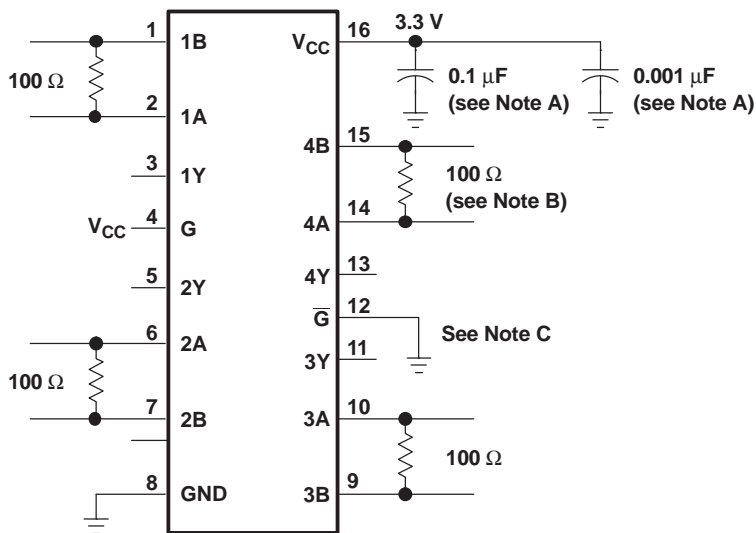 1
1B
100 Ω
2
1A
3
1Y
VCC
4
G
5
2Y
6
2A
100 Ω
7
2B
8
GND
3.3 V
16
VCC
0.1 μF
(see Note A)
0.001 μF
(see Note A)
15
4B
100 Ω
(see Note B)
14
4A
13
4Y
12
G̅
See Note C
11
3Y
10
3A
100 Ω
9
3B